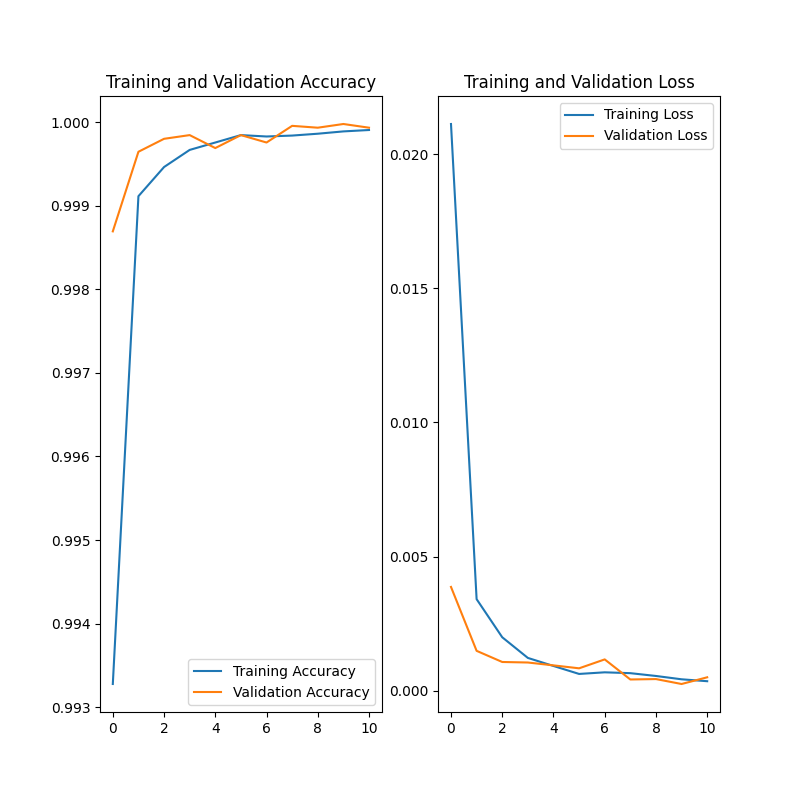 Training and Validation Accuracy
1.000
0.999
0.998
0.997
0.996
0.995
0.994
0.993
0 2 4 6 8 10
Training Accuracy
Validation Accuracy
Training and Validation Loss
Training Loss
Validation Loss
0.020
0.015
0.010
0.005
0.000
0 2 4 6 8 10